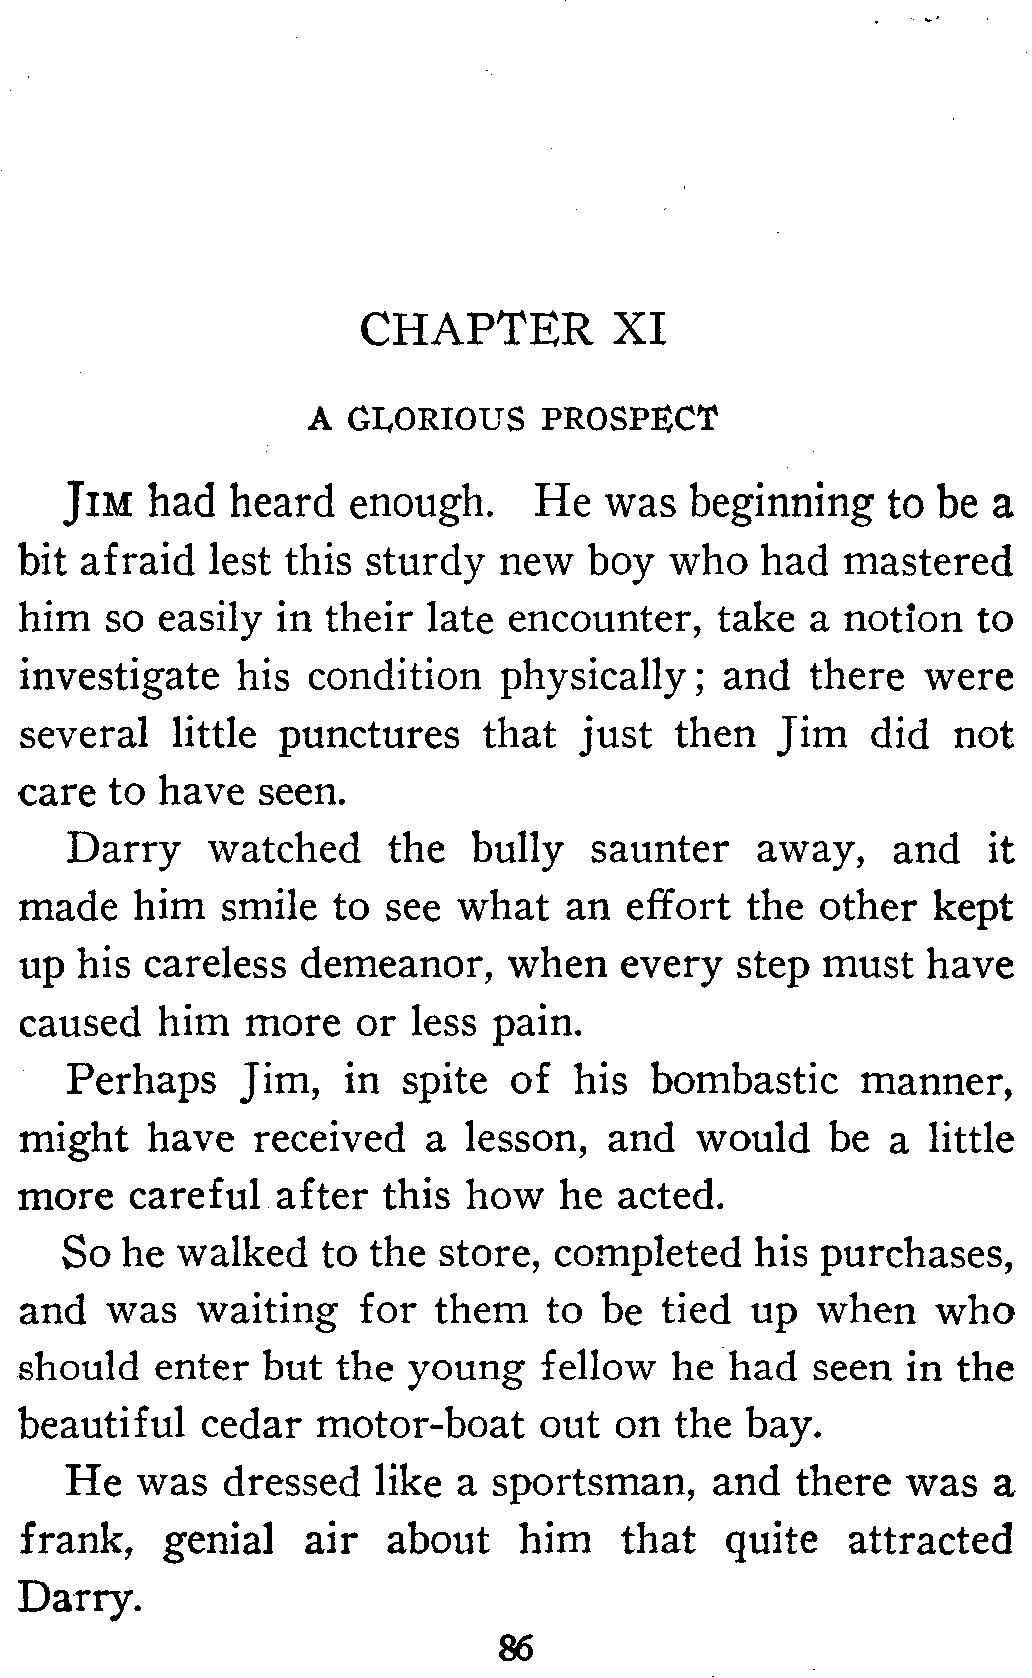 CHAPTER XI
A GLORIOUS PROSPECT
JIM had heard enough. He was beginning to be a
bit afraid lest this sturdy new boy who had mastered
him so easily in their late encounter, take a notion to
investigate his condition physically; and there were
several little punctures that just then Jim did not
care to have seen.
Darry watched the bully saunter away, and it
made him smile to see what an effort the other kept
up his careless demeanor, when every step must have
caused him more or less pain.
Perhaps Jim, in spite of his bombastic manner,
might have received a lesson, and would be a little
more careful after this how he acted.
So he walked to the store, completed his purchases,
and was waiting for them to be tied up when who
should enter but the young fellow he had seen in the
beautiful cedar motor-boat out on the bay.
He was dressed like a sportsman, and there was a
frank, genial air about him that quite attracted
Darry.
86